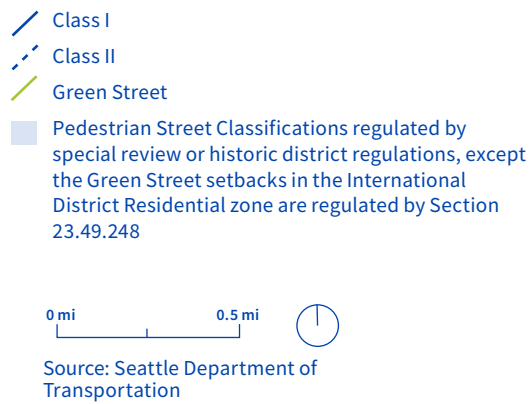 Class I
Class II
Green Street
Pedestrian Street Classifications regulated by
special review or historic district regulations, except
the Green Street setbacks in the International
District Residential zone are regulated by Section
23.49.248
0 mi 0.5 mi
Source: Seattle Department of
Transportation